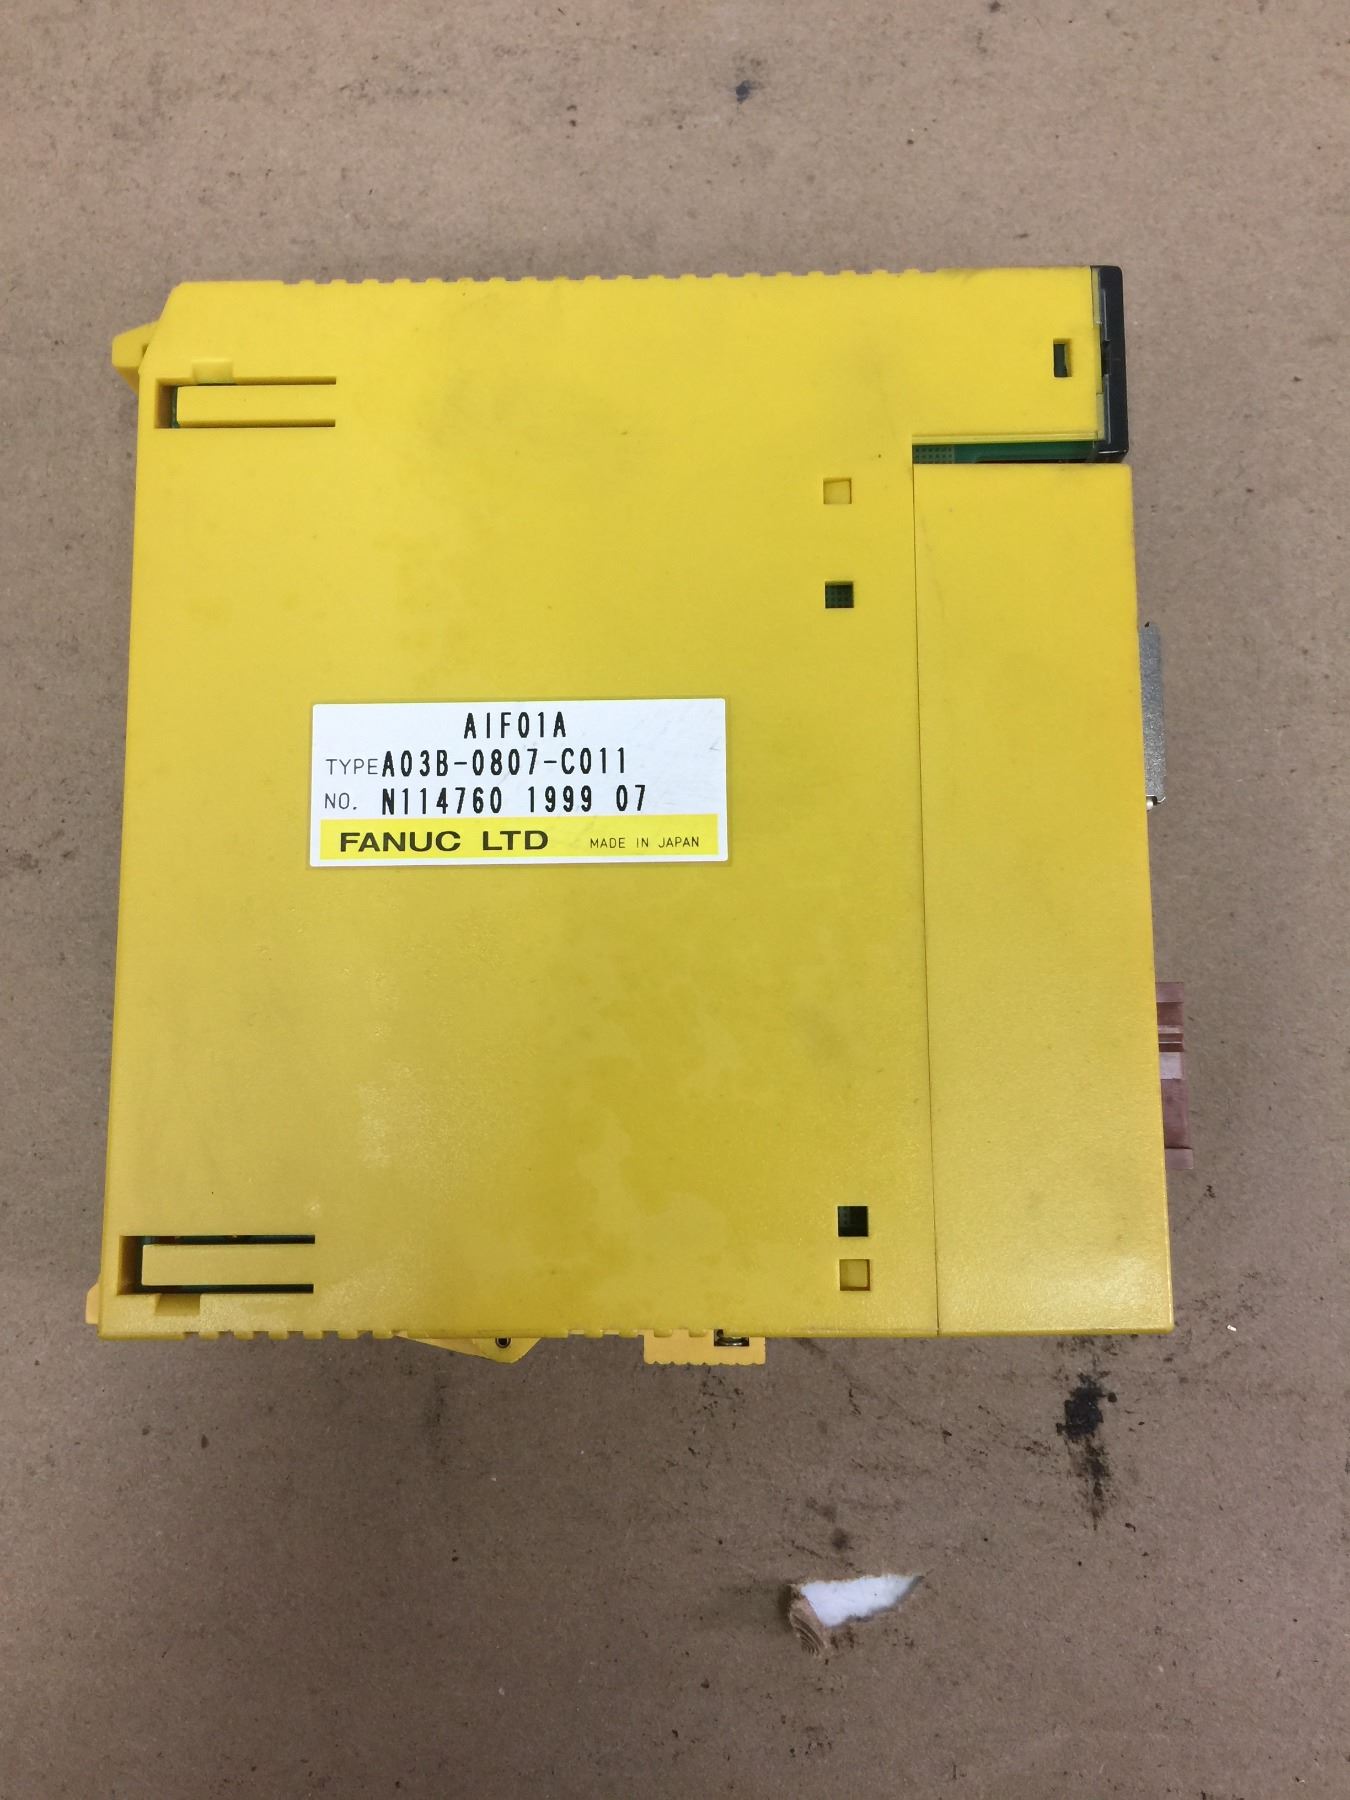 AIF01A
TYPE A03B-0807-C011
NO. N114760 1999 07
FANUC LTD MADE IN JAPAN